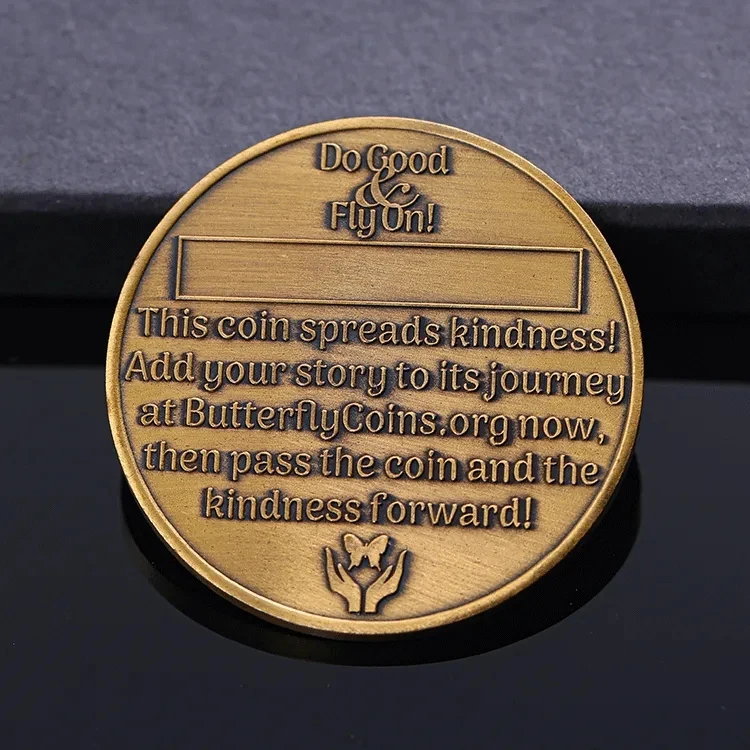 Do Good
&
Fly On!
This coin spreads kindness!
Add your story to its journey
at ButterflyCoins.org now,
then pass the coin and the
kindness forward!